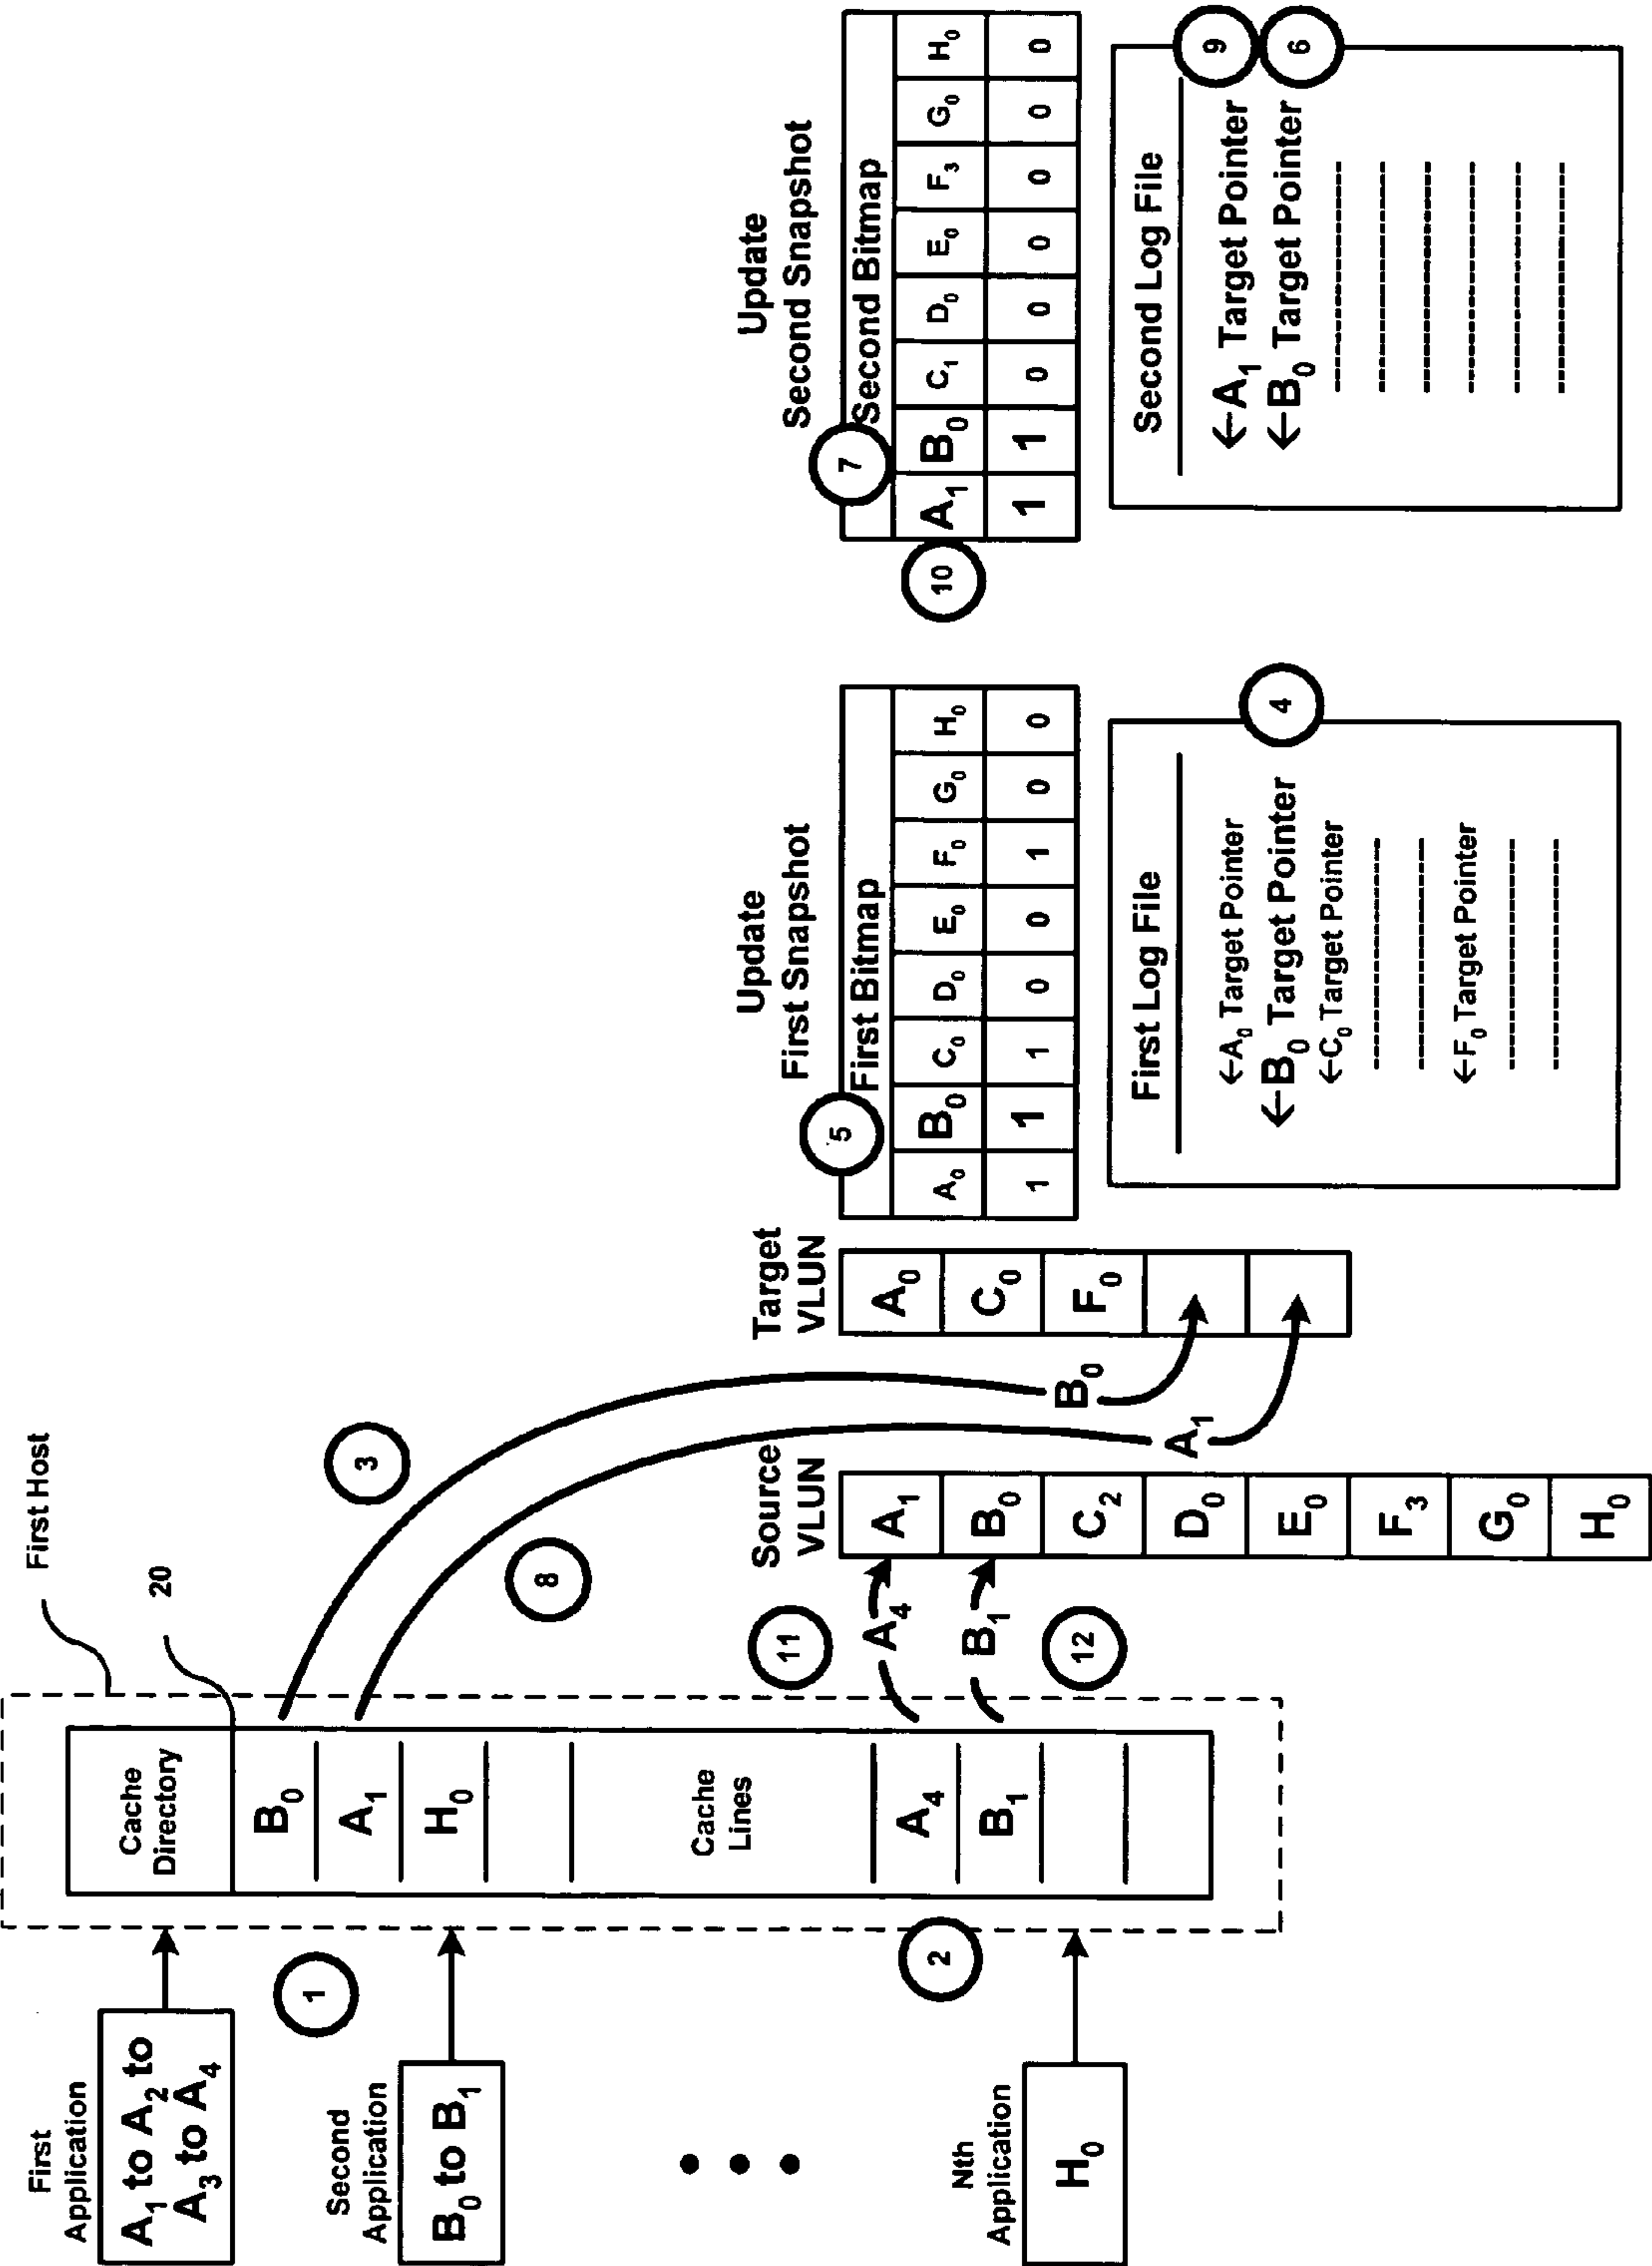 First
Application
A₁ to A₂ to
A₃ to A₄
Second
Application
B₀ to B₁
Nth
Application
H₀
1
2
First Host
20
Cache
Directory
B₀
A₁
H₀
Cache
Lines
A₄
B₁
3
8
11
A₄
B₁
12
Source
VLUN
A₁
B₀
C₂
D₀
E₀
F₃
G₀
H₀
B₀
A₁
Target
VLUN
A₀
C₀
F₀
Update
First Snapshot
5
First Bitmap
A₀ B₀ C₀ D₀ E₀ F₀ G₀ H₀
1 1 1 0 0 1 0 0
First Log File
←A₀ Target Pointer
←B₀ Target Pointer
4
←C₀ Target Pointer
←F₀ Target Pointer
Update
Second Snapshot
7
Second Bitmap
10
A₁ B₀ C₁ D₀ E₀ F₃ G₀ H₀
1 1 0 0 0 0 0 0
Second Log File
←A₁ Target Pointer
9
←B₀ Target Pointer
6